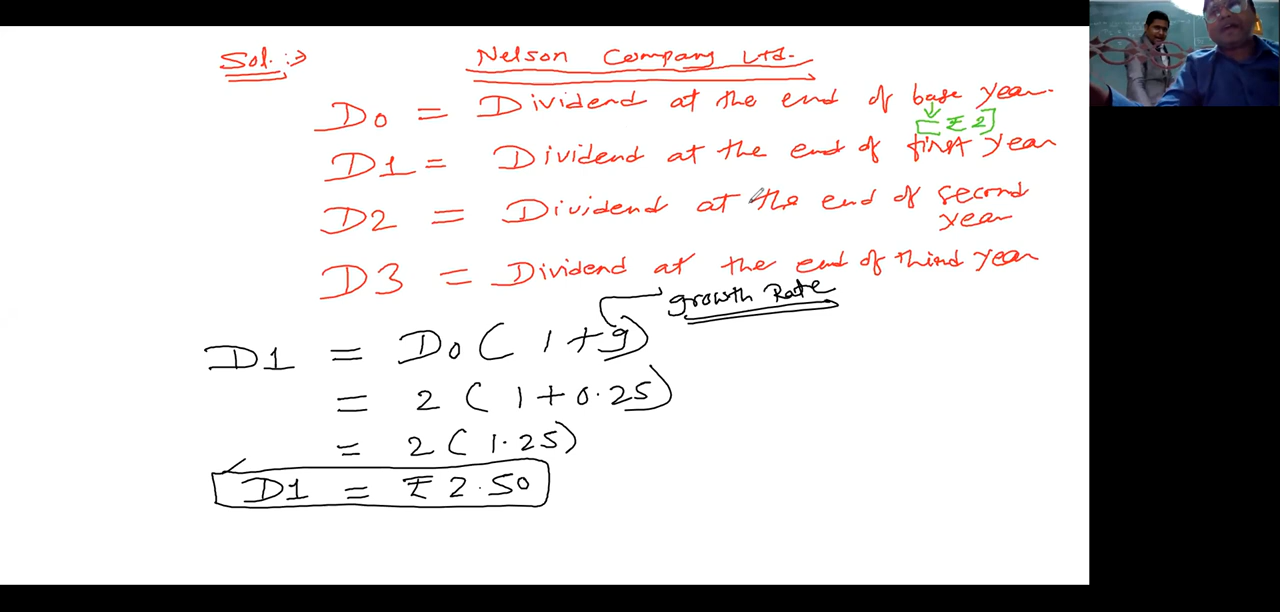 Sol. :→
Nelson Company Ltd.
D0 = Dividend at the end of base year.
[₹ 2]
D1 = Dividend at the end of first year
D2 = Dividend at the end of second year
D3 = Dividend at the end of third year
growth Rate
D1 = D0 ( 1 + g)
= 2 ( 1 + 0.25)
= 2 ( 1.25)
D1 = ₹ 2.50